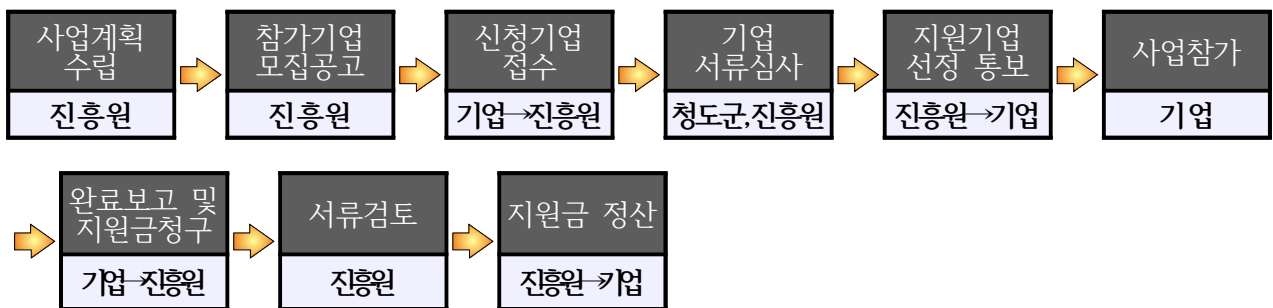 사업계획
수립
진흥원
참가기업
모집공고
진흥원
신청기업
접수
기업→진흥원
기업
서류심사
청도군,진흥원
지원기업
선정 통보
진흥원→기업
사업참가
기업
완료보고 및
지원금청구
기업→진흥원
서류검토
진흥원
지원금 정산
진흥원→기업